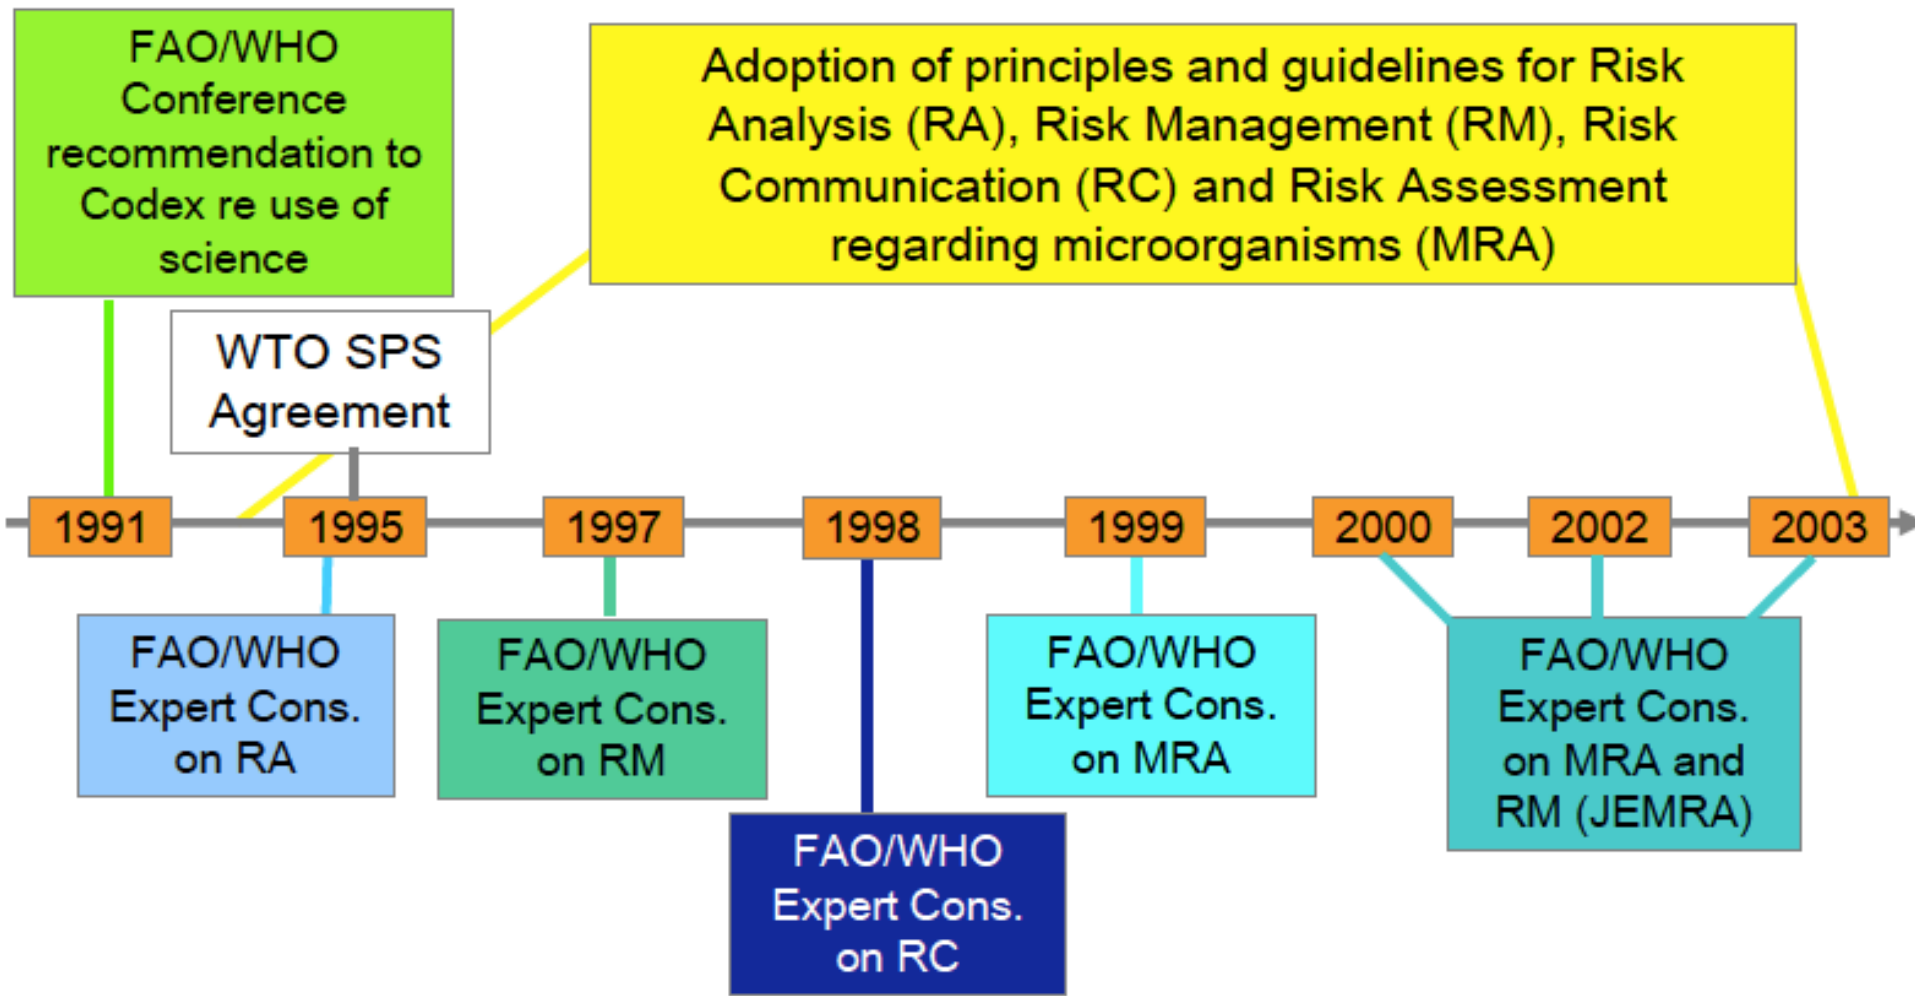 FAO/WHO
Conference
recommendation to
Codex re use of
science
Adoption of principles and guidelines for Risk
Analysis (RA), Risk Management (RM), Risk
Communication (RC) and Risk Assessment
regarding microorganisms (MRA)
WTO SPS
Agreement
1991
1995
1997
1998
1999
2000
2002
2003
FAO/WHO
Expert Cons.
on RA
FAO/WHO
Expert Cons.
on RM
FAO/WHO
Expert Cons.
on RC
FAO/WHO
Expert Cons.
on MRA
FAO/WHO
Expert Cons.
on MRA and
RM (JEMRA)